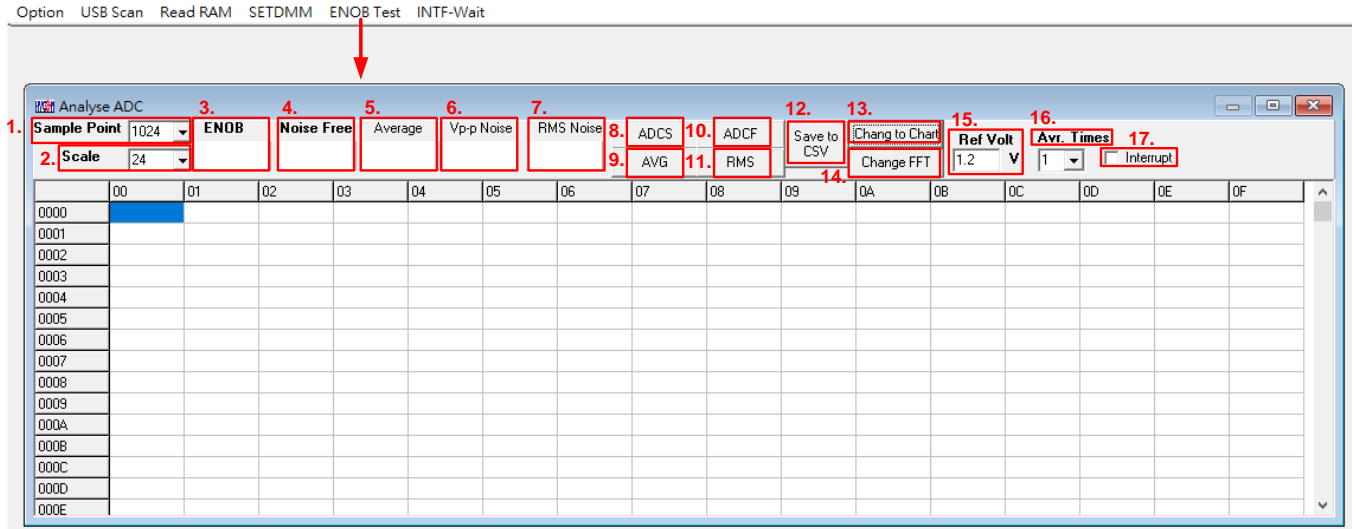 Option USB Scan Read RAM SETDMM ENOB Test INTF-Wait
Analyse ADC
1. Sample Point 1024
2. Scale 24
3. ENOB
4. Noise Free
5. Average
6. Vp-p Noise
7. RMS Noise
8. ADCS
9. AVG
10. ADCF
11. RMS
12. Save to CSV
13. Chang to Chart
14. Change FFT
15. Ref Volt 1.2 V
16. Avr. Times 1
17. Interrupt
00 01 02 03 04 05 06 07 08 09 0A 0B 0C 0D 0E 0F
0000
0001
0002
0003
0004
0005
0006
0007
0008
0009
000A
000B
000C
000D
000E